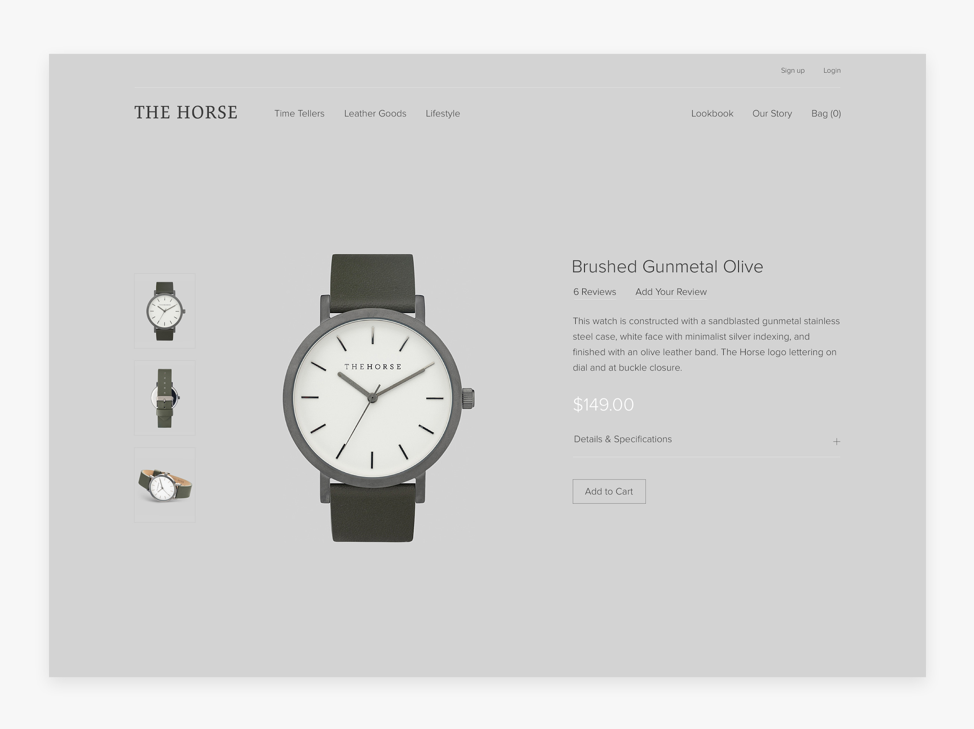 Sign up Login
THE HORSE Time Tellers Leather Goods Lifestyle Lookbook Our Story Bag (0)
Brushed Gunmetal Olive
6 Reviews Add Your Review
This watch is constructed with a sandblasted gunmetal stainless
steel case, white face with minimalist silver indexing, and
finished with an olive leather band. The Horse logo lettering on
dial and at buckle closure.
THEHORSE
$149.00
Details & Specifications +
Add to Cart